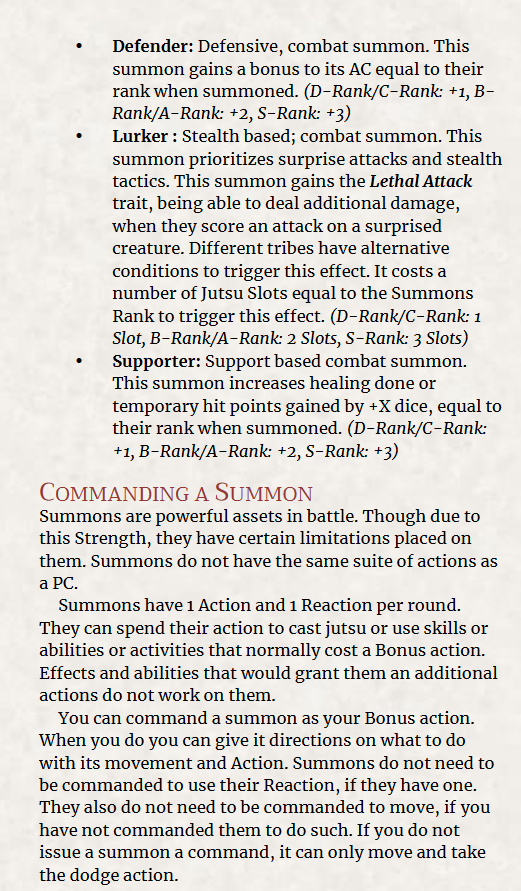 • Defender: Defensive, combat summon. This
summon gains a bonus to its AC equal to their
rank when summoned. (D-Rank/C-Rank: +1, B-
Rank/A-Rank: +2, S-Rank: +3)
• Lurker : Stealth based; combat summon. This
summon prioritizes surprise attacks and stealth
tactics. This summon gains the Lethal Attack
trait, being able to deal additional damage,
when they score an attack on a surprised
creature. Different tribes have alternative
conditions to trigger this effect. It costs a
number of Jutsu Slots equal to the Summons
Rank to trigger this effect. (D-Rank/C-Rank: 1
Slot, B-Rank/A-Rank: 2 Slots, S-Rank: 3 Slots)
• Supporter: Support based combat summon.
This summon increases healing done or
temporary hit points gained by +X dice, equal to
their rank when summoned. (D-Rank/C-Rank:
+1, B-Rank/A-Rank: +2, S-Rank: +3)
COMMANDING A SUMMON
Summons are powerful assets in battle. Though due to
this Strength, they have certain limitations placed on
them. Summons do not have the same suite of actions as
a PC.
Summons have 1 Action and 1 Reaction per round.
They can spend their action to cast jutsu or use skills or
abilities or activities that normally cost a Bonus action.
Effects and abilities that would grant them an additional
actions do not work on them.
You can command a summon as your Bonus action.
When you do you can give it directions on what to do
with its movement and Action. Summons do not need to
be commanded to use their Reaction, if they have one.
They also do not need to be commanded to move, if you
have not commanded them to do such. If you do not
issue a summon a command, it can only move and take
the dodge action.